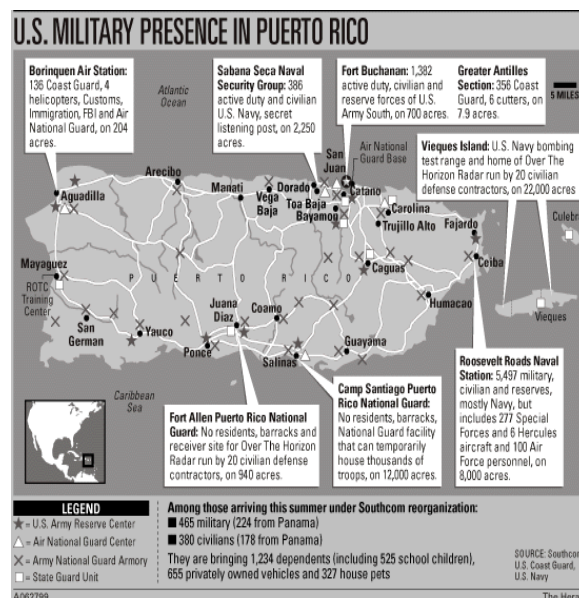 U.S. MILITARY PRESENCE IN PUERTO RICO
Borinquen Air Station:
136 Coast Guard, 4
helicopters, Customs,
Immigration, FBI and Air
National Guard, on 204
acres.
Atlantic
Ocean
Sabana Seca Naval
Security Group: 386
active duty and civilian
U.S. Navy, secret
listening post, on 2,250
acres.
Fort Buchanan: 1,382
active duty, civilian and
reserve forces of U.S.
Army South, on 700 acres.
Greater Antilles
Section: 356 Coast
Guard, 6 cutters, on
7.9 acres.
5 MILES
Air National
Guard Base
Vieques Island: U.S. Navy bombing
test range and home of Over The
Horizon Radar run by 20 civilian
defense contractors, on 22,000 acres
San
Juan
Arecibo
Aguadilla
Manati
Vega
Baja
Dorado
Toa Baja
Bayamon
Catano
Carolina
Trujillo Alto
Fajardo
Culebr
Mayaguez
ROTC
Training
Center
PUERTO RICO
Caguas
Ceiba
Humacao
Vieques
San
German
Yauco
Ponce
Juana
Diaz
Coamo
Salinas
Guayama
Caribbean
Sea
Fort Allen Puerto Rico National
Guard: No residents, barracks and
receiver site for Over The Horizon
Radar run by 20 civilian defense
contractors, on 940 acres.
Camp Santiago Puerto
Rico National Guard:
No residents, barracks,
National Guard facility
that can temporarily
house thousands of
troops, on 12,000 acres.
Roosevelt Roads Naval
Station: 5,497 military,
civilian and reserves,
mostly Navy, but
includes 277 Special
Forces and 6 Hercules
aircraft and 100 Air
Force personnel, on
8,000 acres.
LEGEND
= U.S. Army Reserve Center
= Air National Guard Center
= Army National Guard Armory
= State Guard Unit
Among those arriving this summer under Southcom reorganization:
465 military (224 from Panama)
380 civilians (178 from Panama)
They are bringing 1,234 dependents (including 525 school children),
655 privately owned vehicles and 327 house pets
SOURCE: Southcom
U.S. Coast Guard,
U.S. Navy
A062799
The Hera